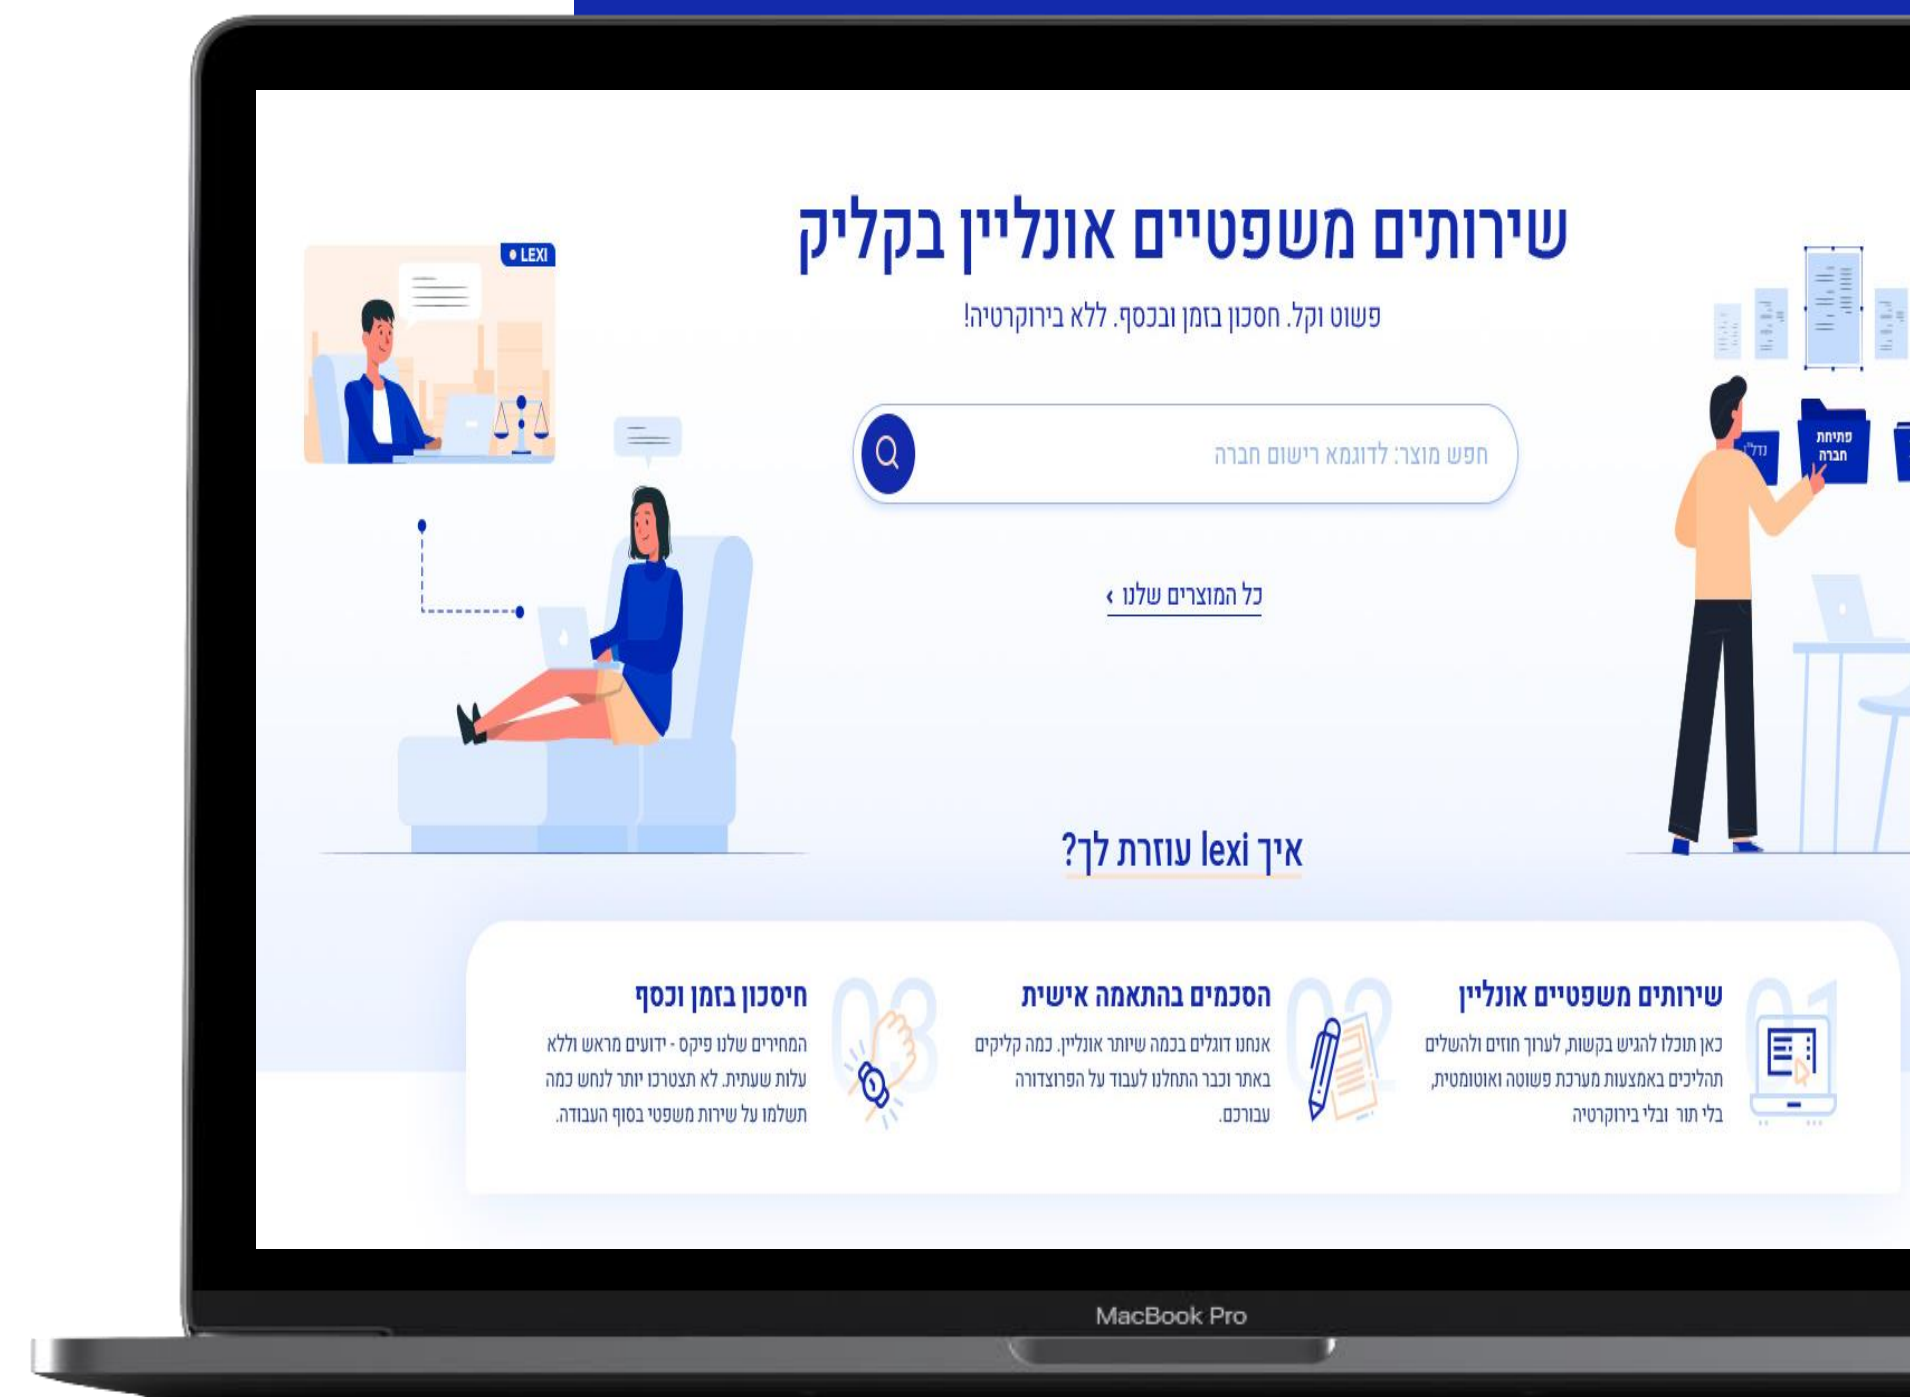 שירותים משפטיים אונליין בקליק
פשוט וקל. חסכון בזמן ובכסף. ללא בירוקרטיה!
LEXI
חפש מוצר: לדוגמא רישום חברה
פתיחת
חברה
כל המוצרים שלנו ›
איך lexi עוזרת לך?
01
שירותים משפטיים אונליין
כאן תוכלו להגיש בקשות, לערוך חוזים ולהשלים
תהליכים באמצעות מערכת פשוטה ואוטומטית,
בלי תור ובלי בירוקרטיה
02
הסכמים בהתאמה אישית
אנחנו דוגלים בכמה שיותר אונליין. כמה קליקים
באתר וכבר התחלנו לעבוד על הפרוצדורה
עבורכם.
03
חיסכון בזמן וכסף
המחירים שלנו פיקס - ידועים מראש וללא
עלות שעתית. לא תצטרכו יותר לנחש כמה
תשלמו על שירות משפטי בסוף העבודה.
MacBook Pro